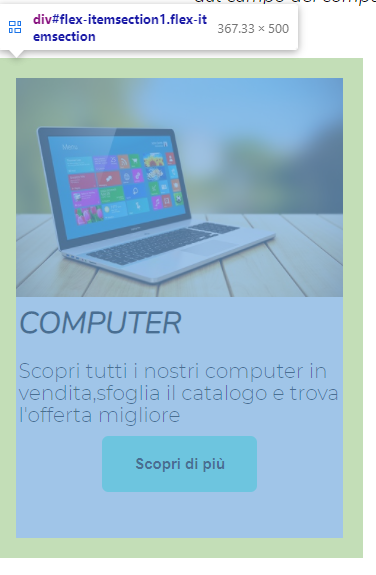 div#flex-itemsection1.flex-it
emsection
367.33 × 500
COMPUTER
Scopri tutti i nostri computer in
vendita,sfoglia il catalogo e trova
l'offerta migliore
Scopri di più